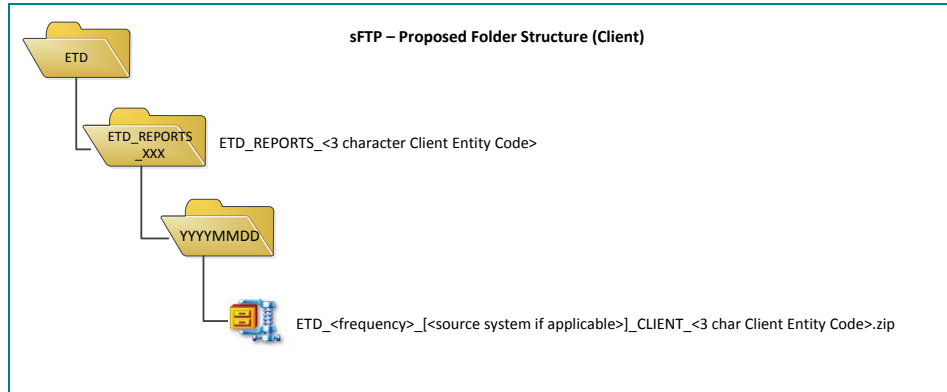 sFTP – Proposed Folder Structure (Client)
ETD
ETD_REPORTS
_XXX
ETD_REPORTS_<3 character Client Entity Code>
YYYYMMDD
ETD_<frequency>_[<source system if applicable>]_CLIENT_<3 char Client Entity Code>.zip